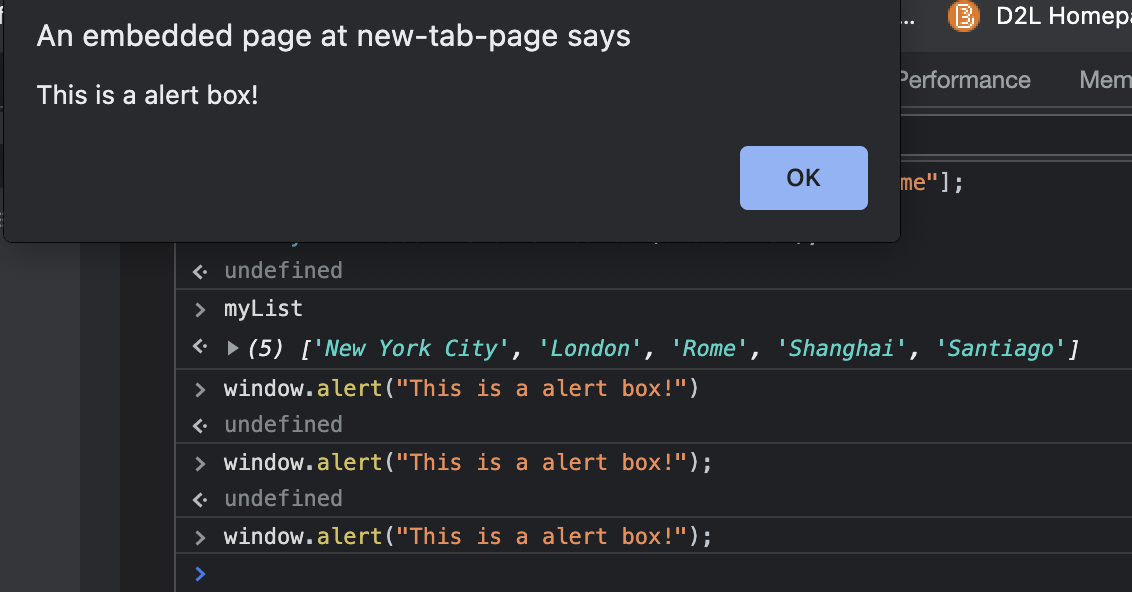 An embedded page at new-tab-page says
... D2L Homepa
This is a alert box!
Performance Mem
OK
me"];
undefined
myList
(5) ['New York City', 'London', 'Rome', 'Shanghai', 'Santiago']
window.alert("This is a alert box!")
undefined
window.alert("This is a alert box!");
undefined
window.alert("This is a alert box!");